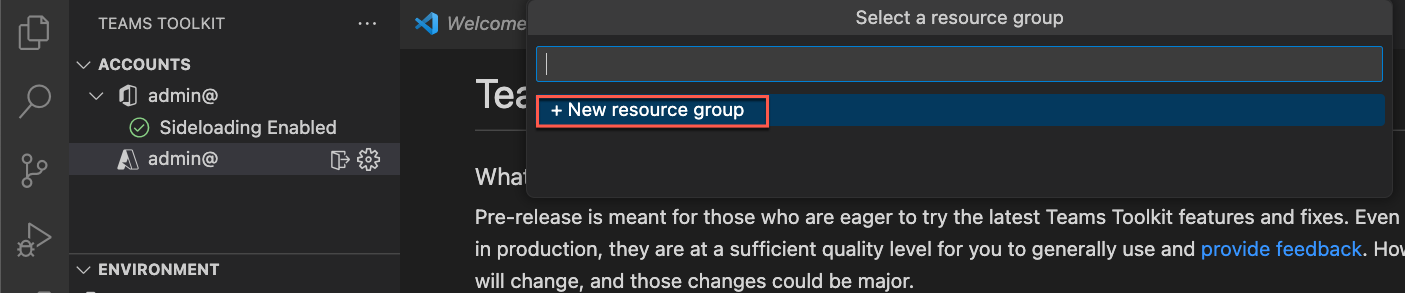 TEAMS TOOLKIT
ACCOUNTS
admin@
Sideloading Enabled
admin@
ENVIRONMENT
Welcome
Select a resource group
+ New resource group
Tea
What
Pre-release is meant for those who are eager to try the latest Teams Toolkit features and fixes. Even
in production, they are at a sufficient quality level for you to generally use and provide feedback. How
will change, and those changes could be major.